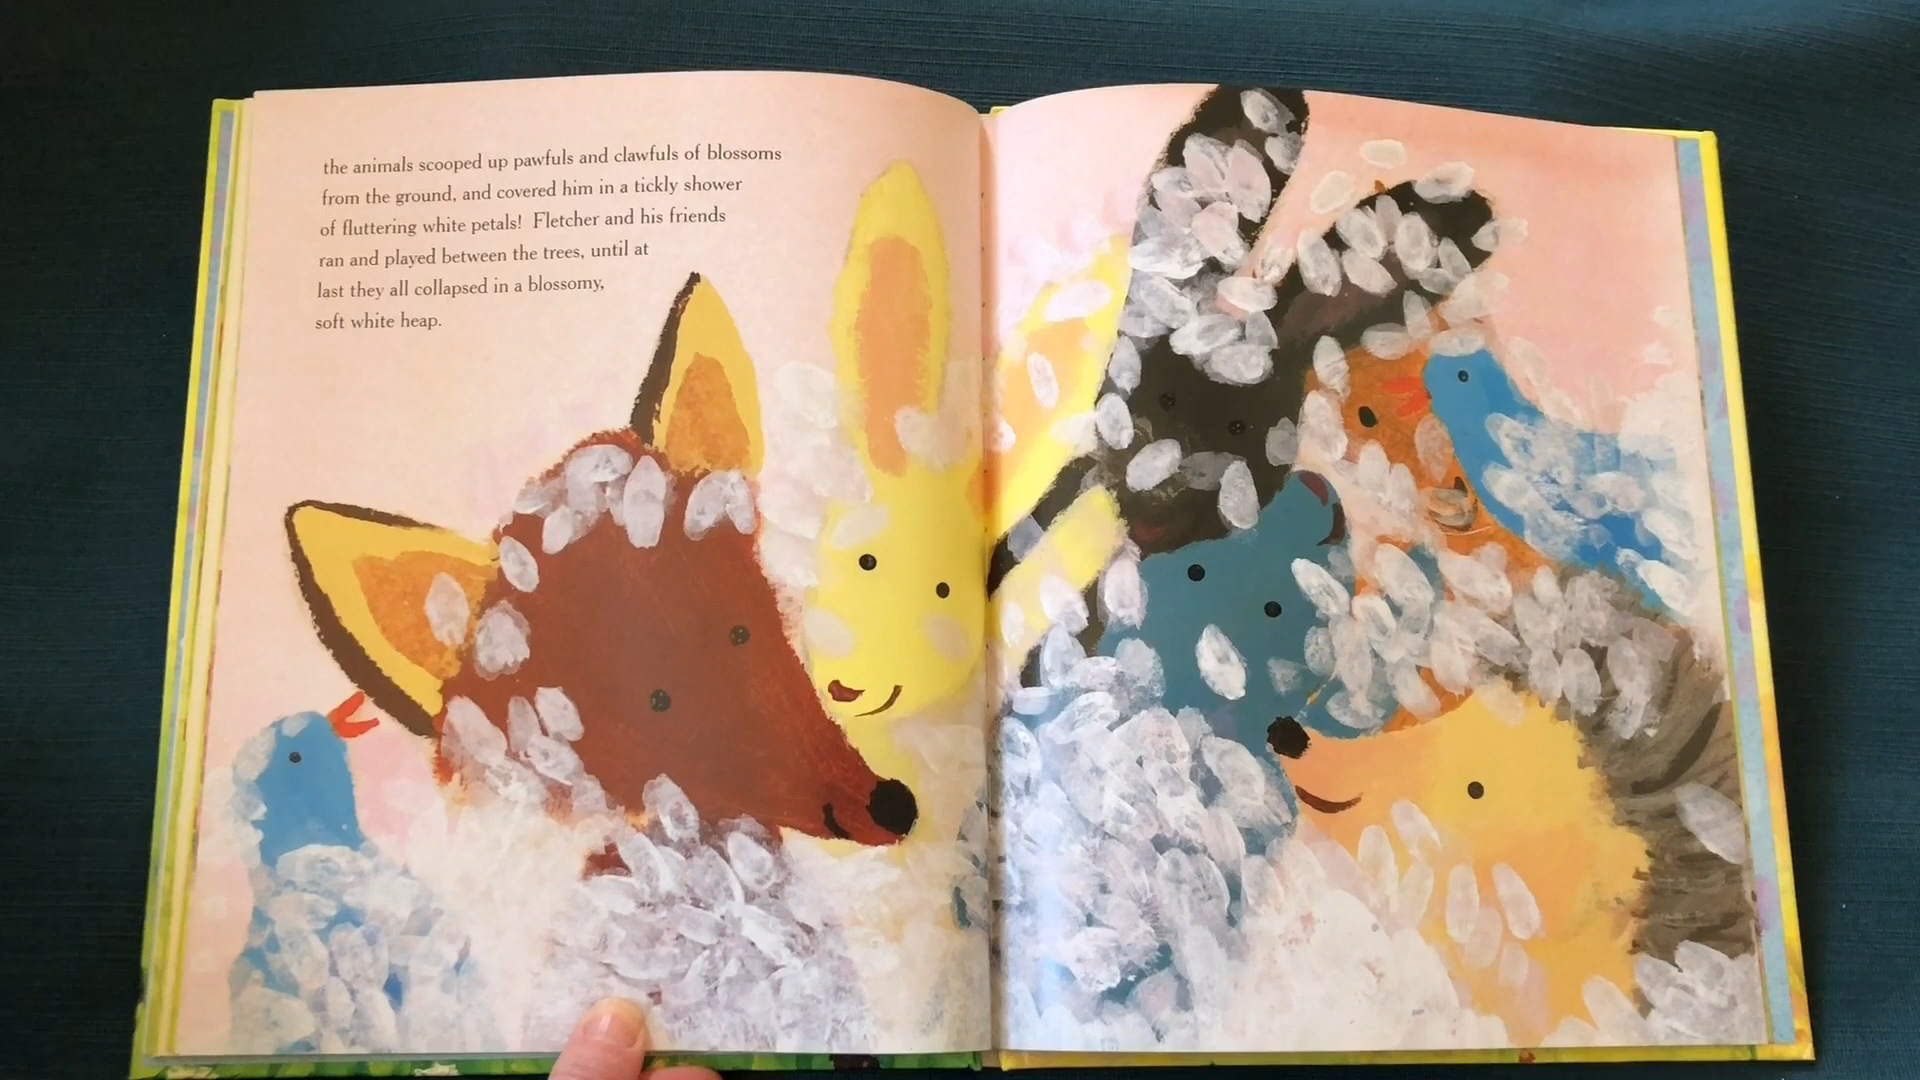 the animals scooped up pawfuls and clawfuls of blossoms
from the ground, and covered him in a tickly shower
of fluttering white petals! Fletcher and his friends
ran and played between the trees, until at
last they all collapsed in a blossomy,
soft white heap.